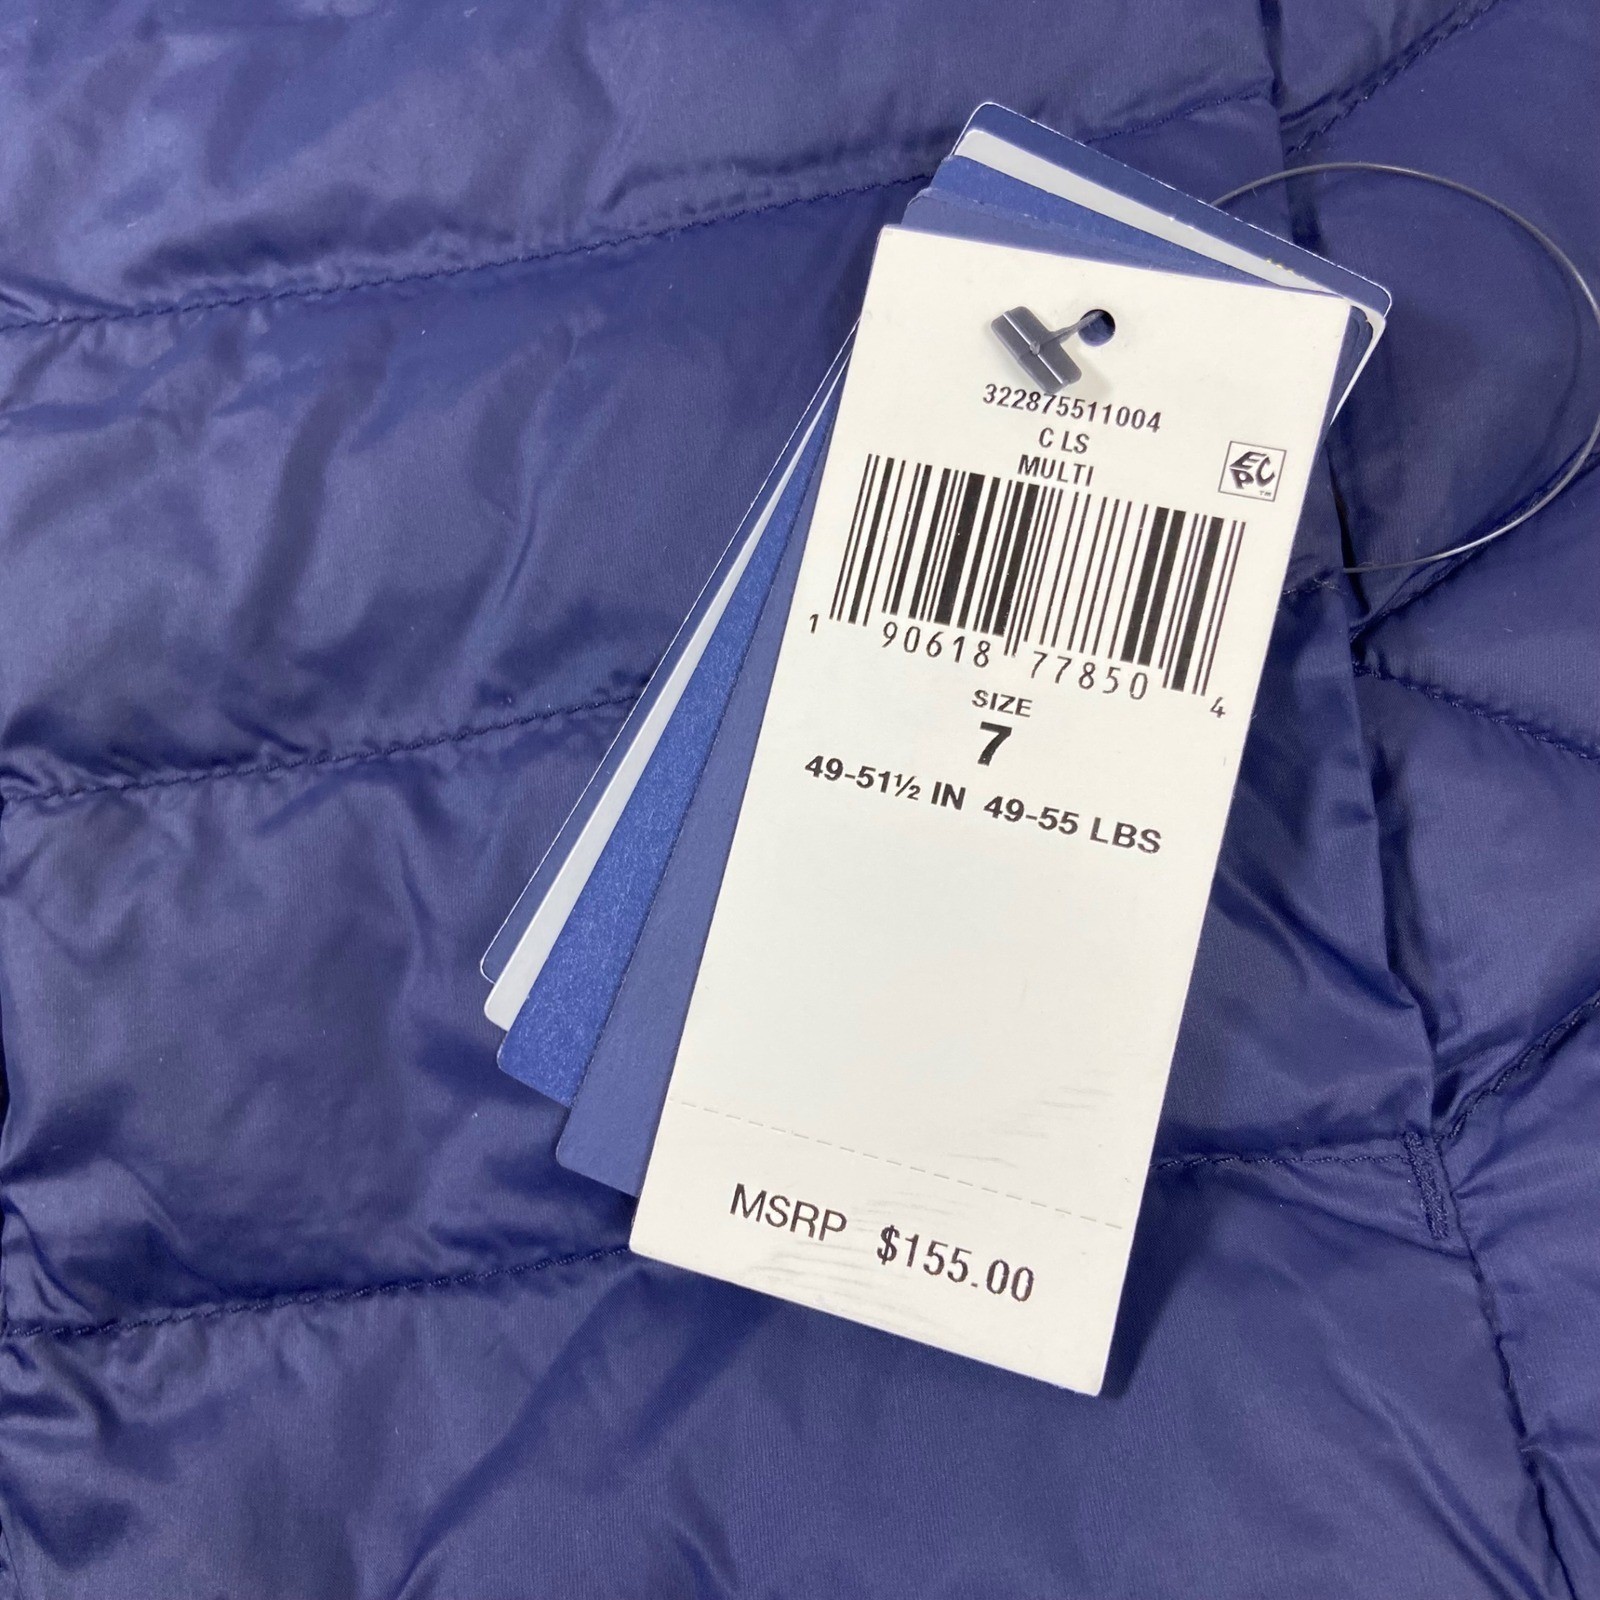 322875511004
C LS
MULTI
EPC™
1 90618 77850 4
SIZE
7
49-51½ IN 49-55 LBS
MSRP $155.00